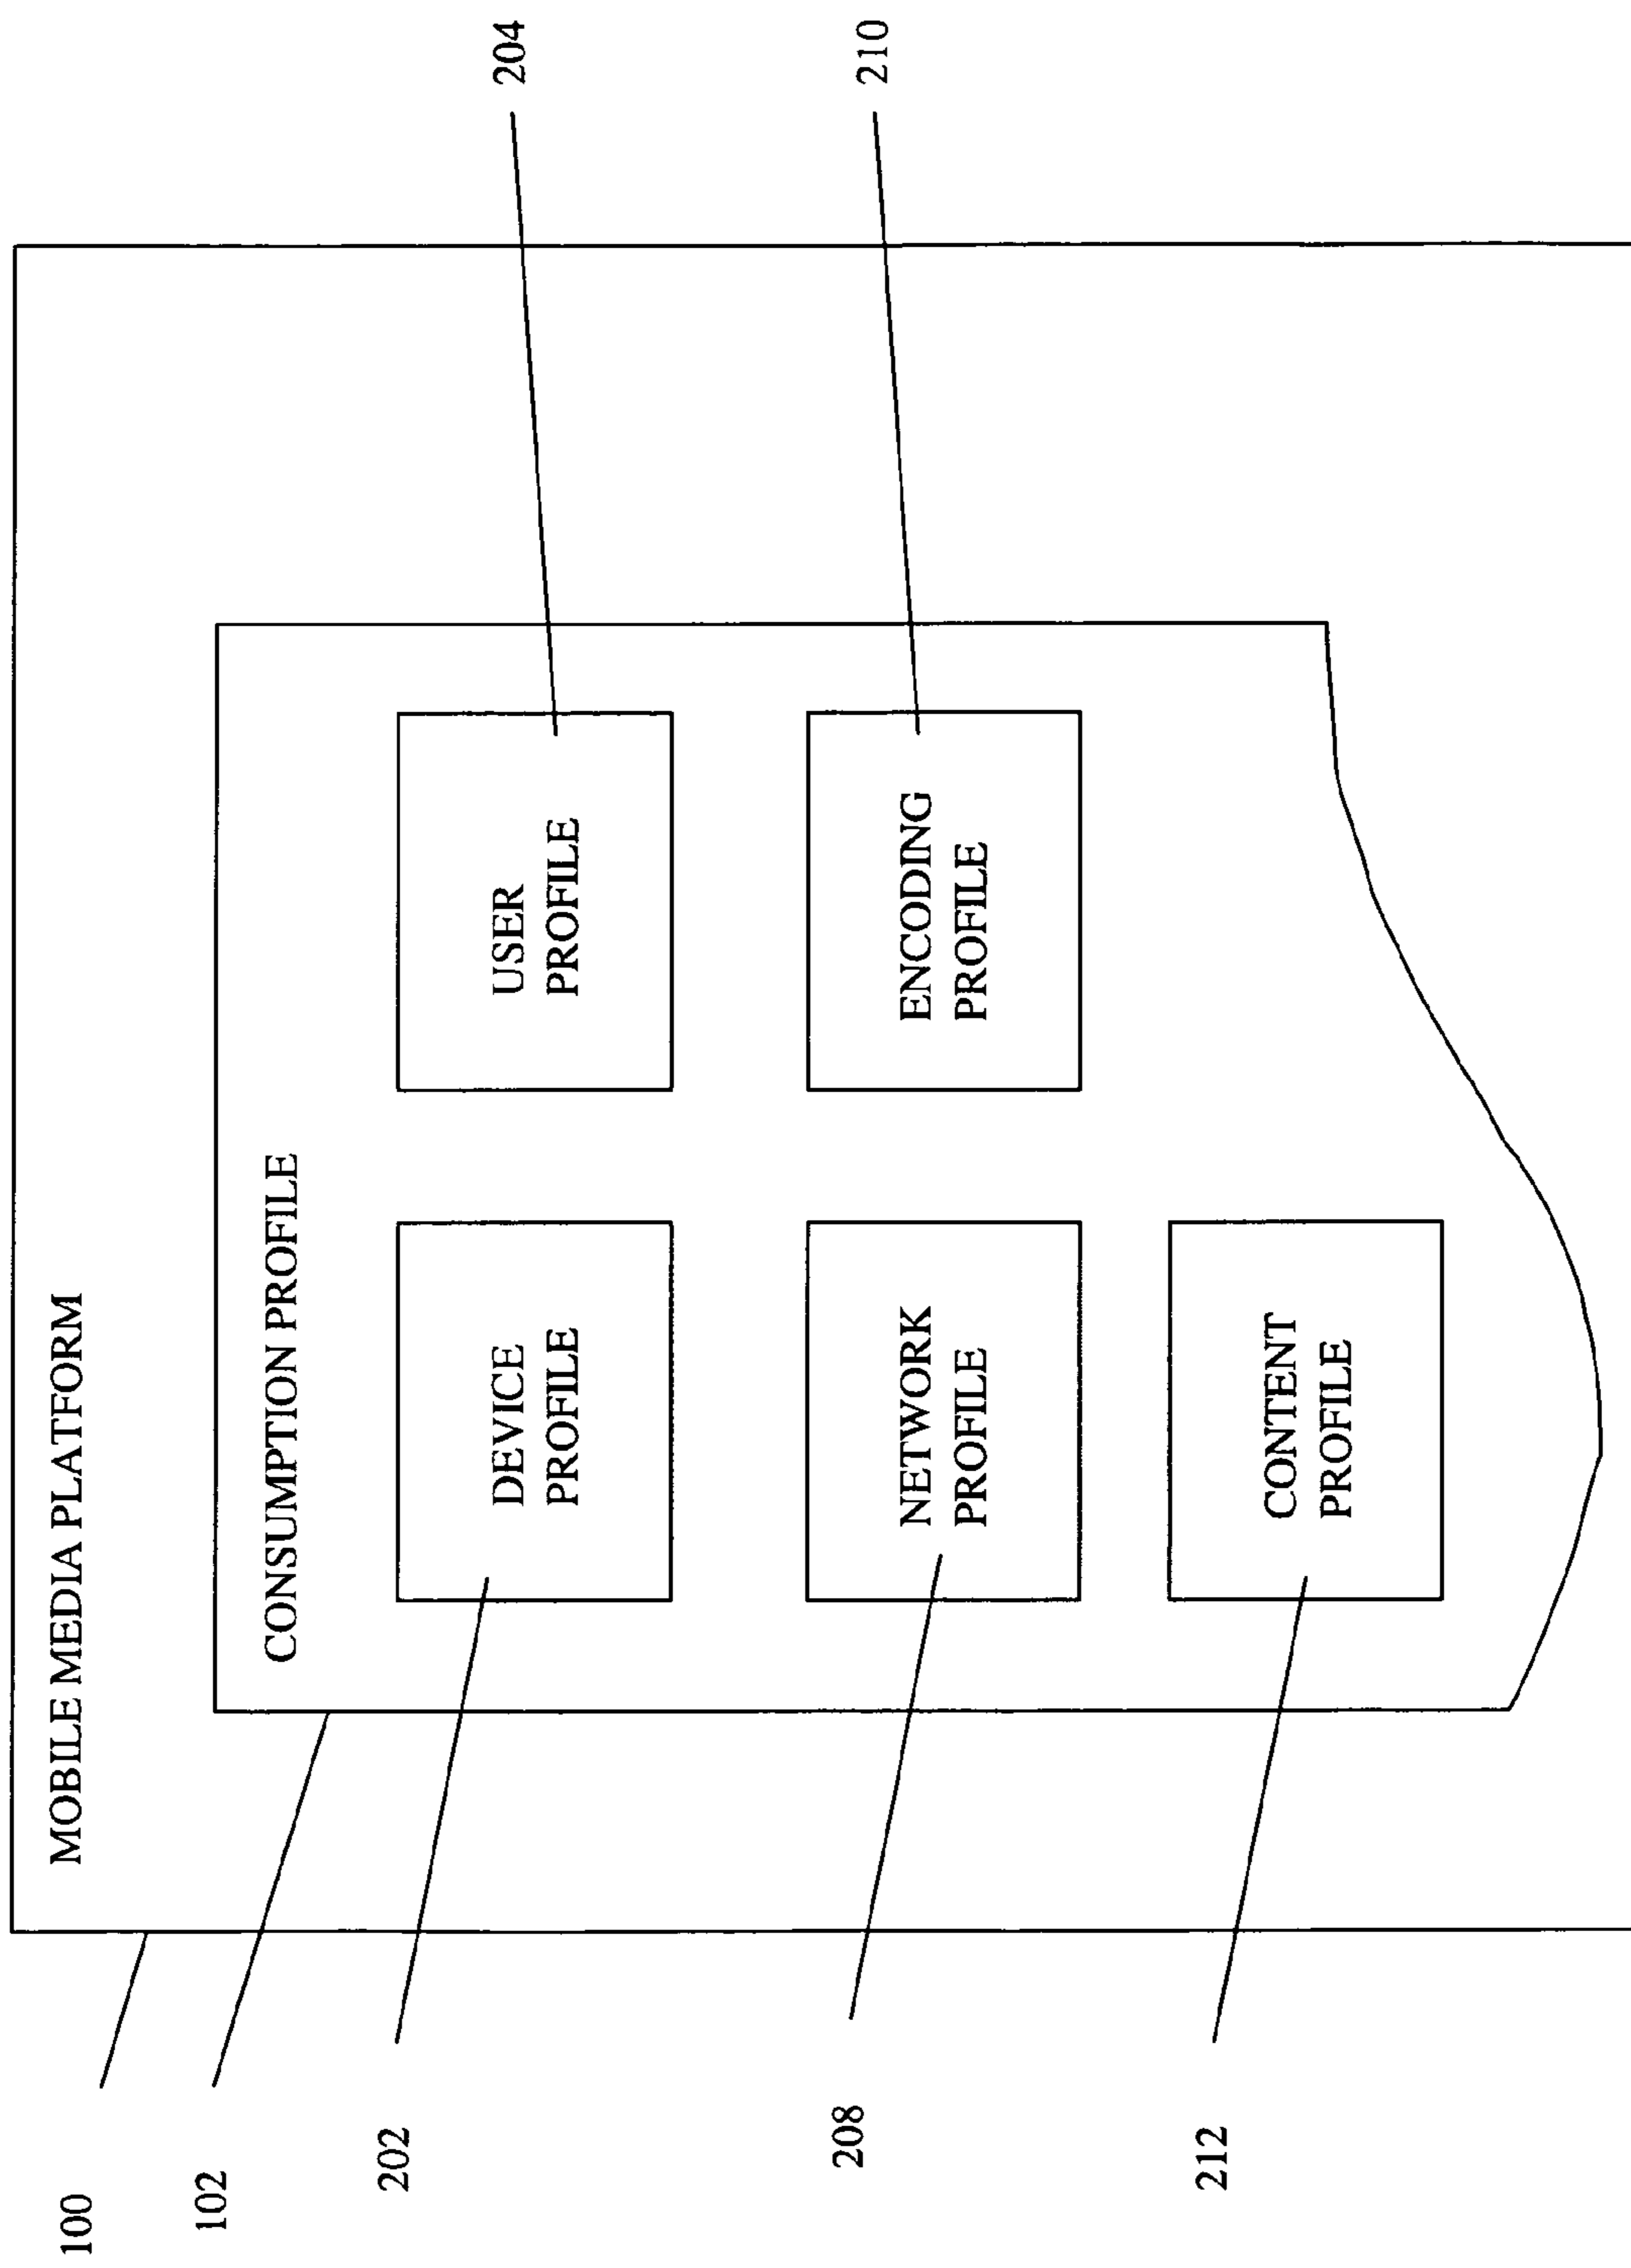 100
MOBILE MEDIA PLATFORM
102
CONSUMPTION PROFILE
202
DEVICE
PROFILE
USER
PROFILE
204
208
NETWORK
PROFILE
ENCODING
PROFILE
210
212
CONTENT
PROFILE